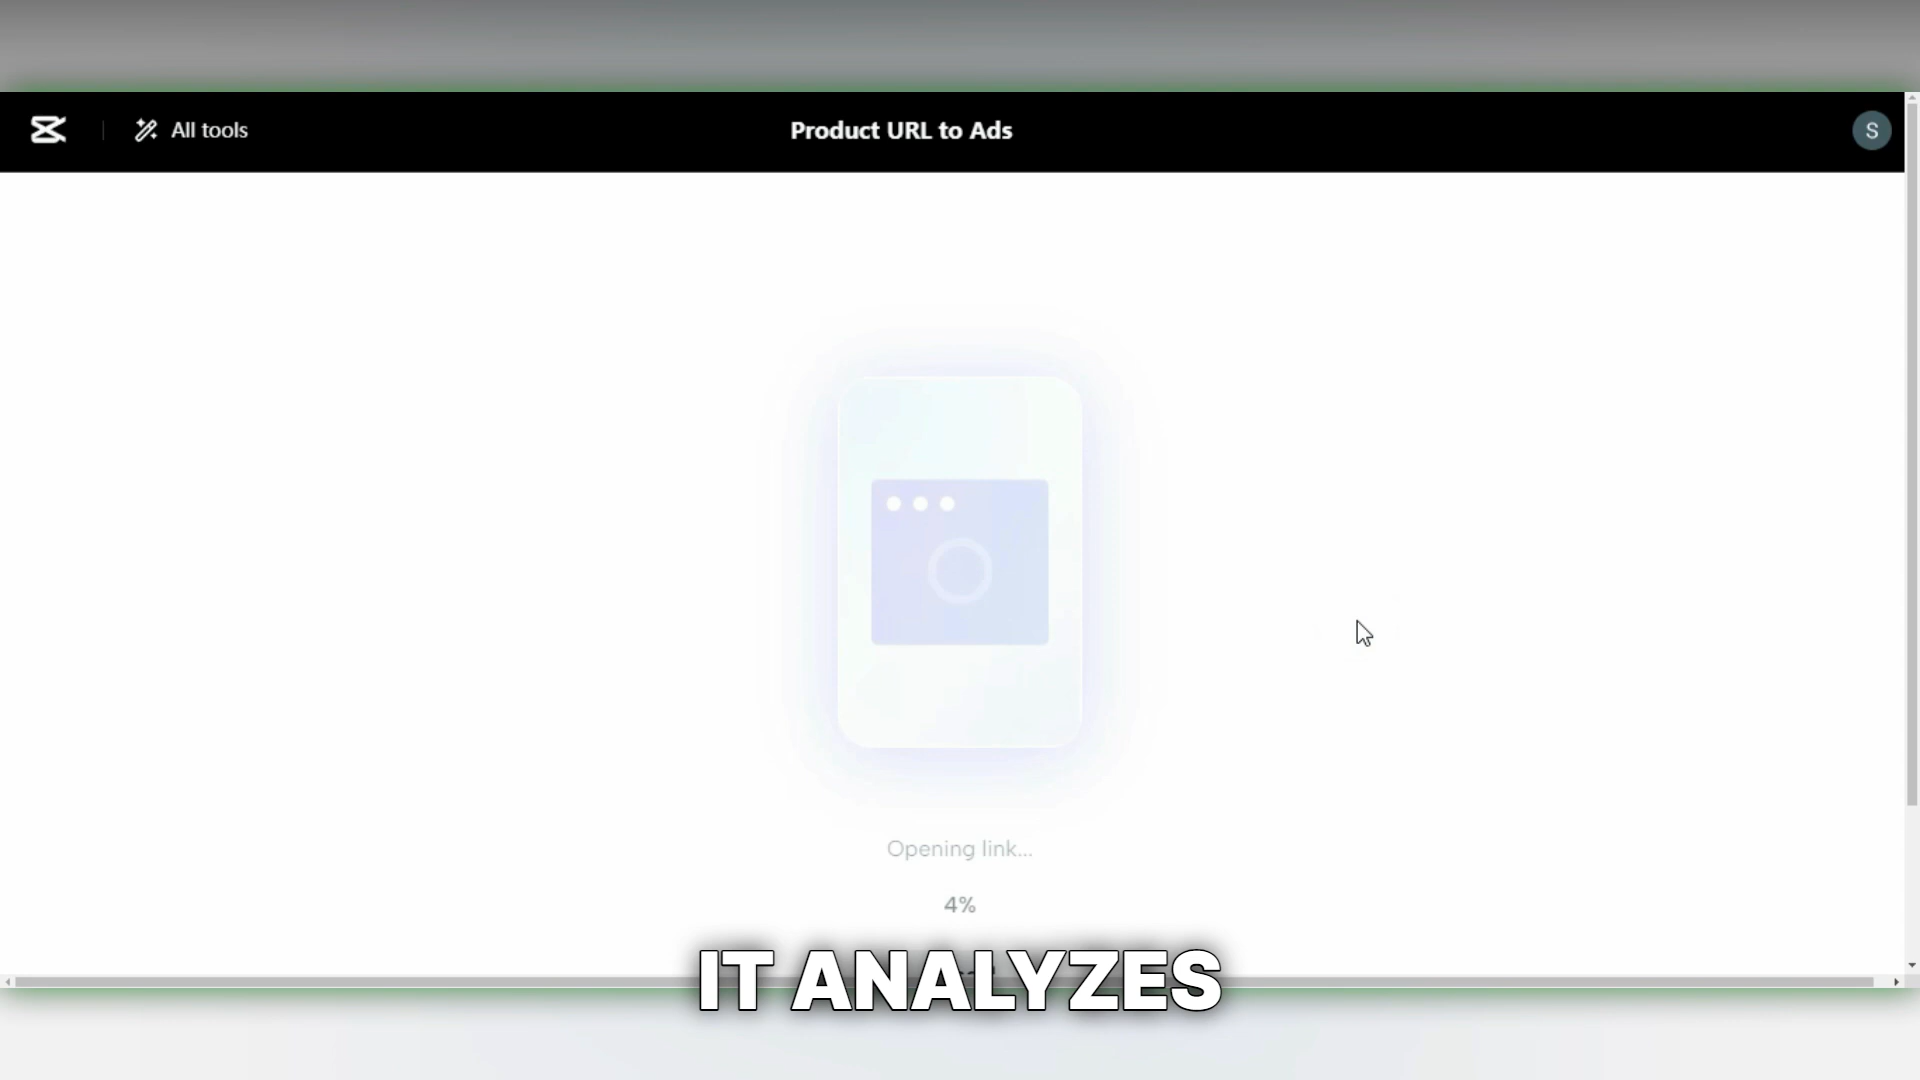 All tools
Product URL to Ads
S
Opening link...
4%
IT ANALYZES